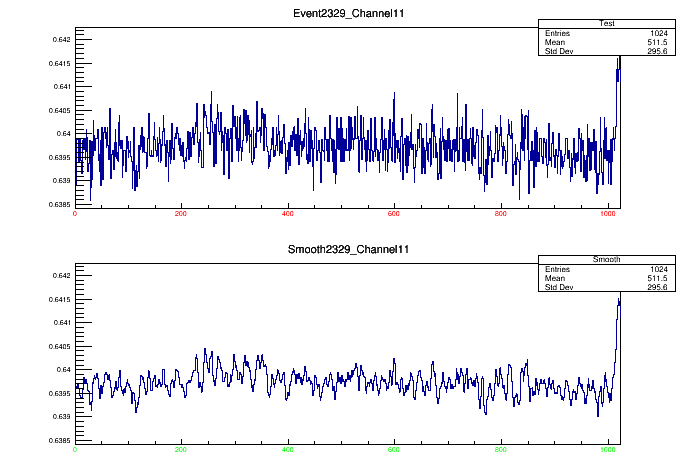 Event2329_Channel11
Test
Entries 1024
Mean 511.5
Std Dev 295.6
0.642
0.6415
0.641
0.6405
0.64
0.6395
0.639
0.6385
0 200 400 600 800 1000
Smooth2329_Channel11
Smooth
Entries 1024
Mean 511.5
Std Dev 295.6
0.642
0.6415
0.641
0.6405
0.64
0.6395
0.639
0.6385
0 200 400 600 800 1000